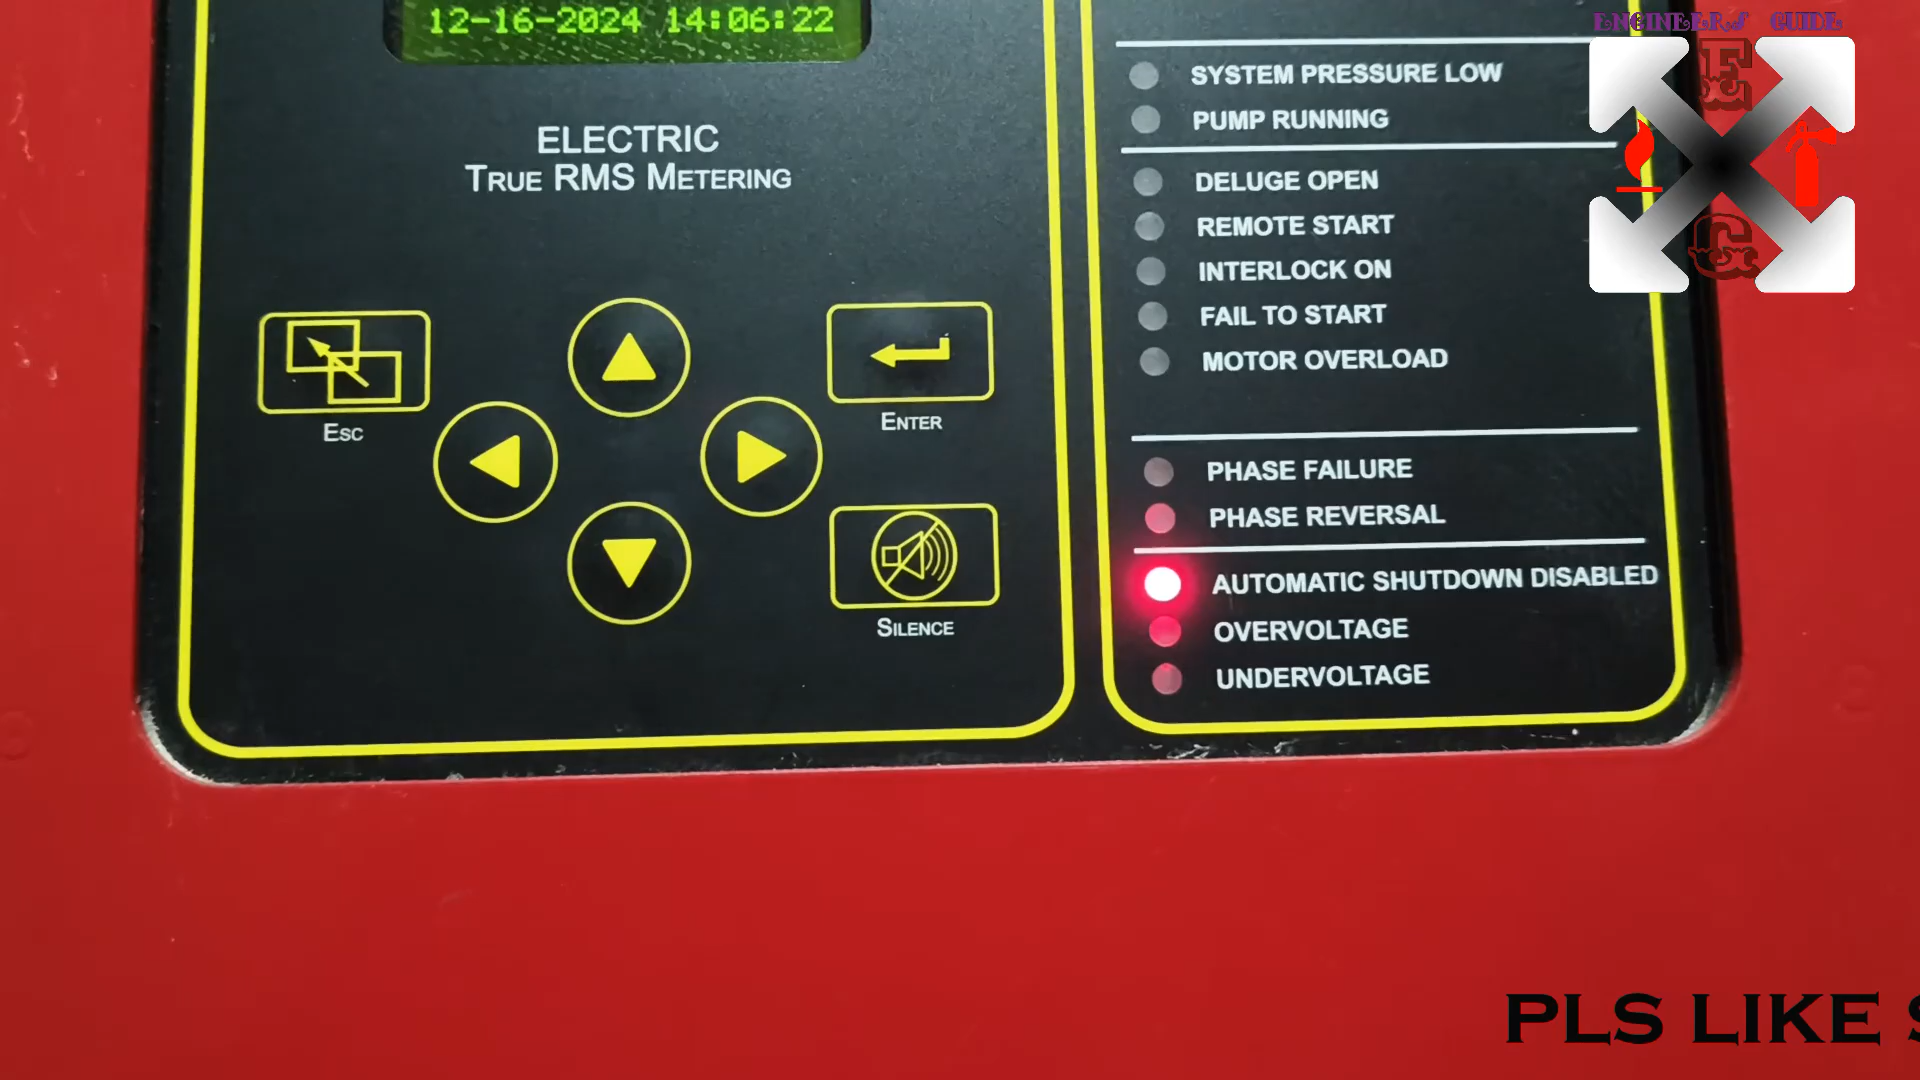 12-16-2024 14:06:22
ELECTRIC
TRUE RMS METERING
ESC
ENTER
SILENCE
SYSTEM PRESSURE LOW
PUMP RUNNING
DELUGE OPEN
REMOTE START
INTERLOCK ON
FAIL TO START
MOTOR OVERLOAD
PHASE FAILURE
PHASE REVERSAL
AUTOMATIC SHUTDOWN DISABLED
OVERVOLTAGE
UNDERVOLTAGE
ENGINEERS GUIDE
E
G
PLS LIKE S